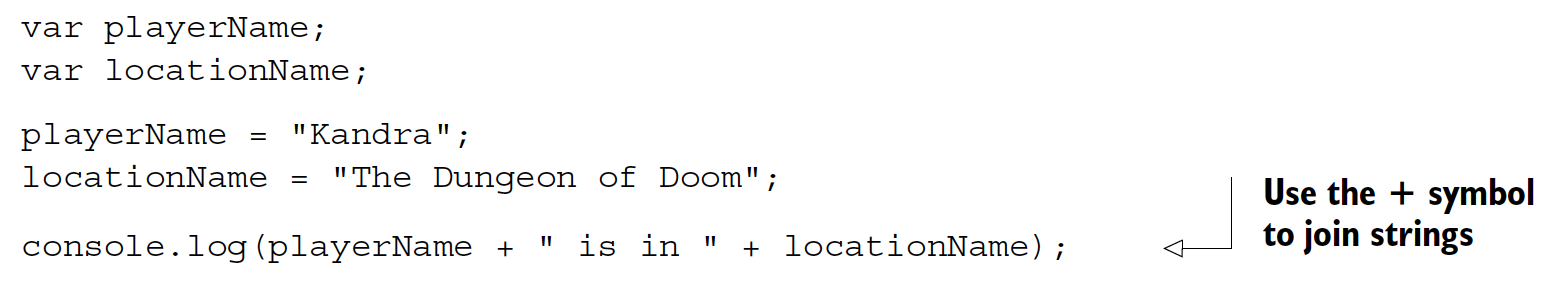 var playerName;
var locationName;
playerName = "Kandra";
locationName = "The Dungeon of Doom";
console.log(playerName + " is in " + locationName);
Use the + symbol
to join strings